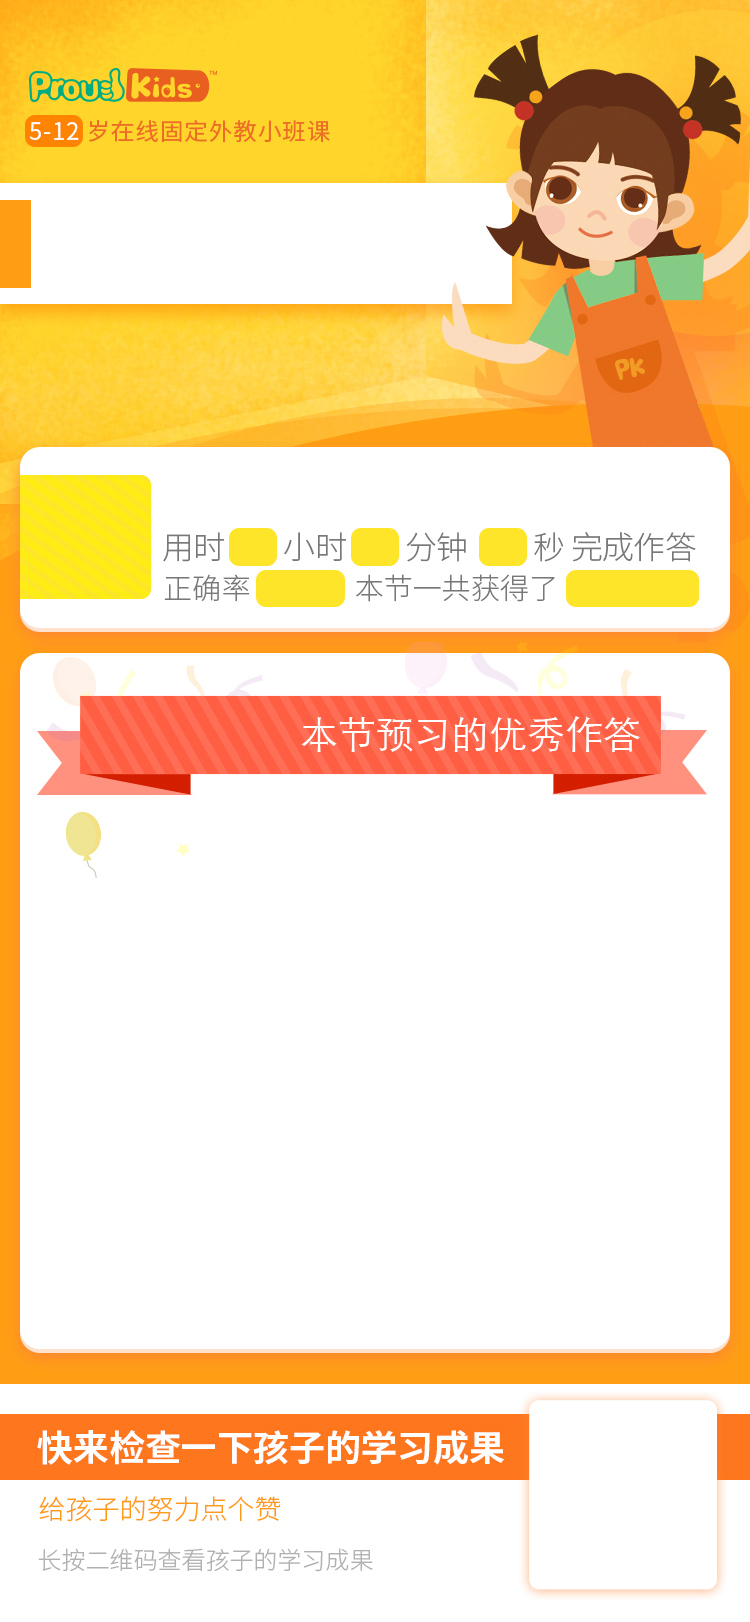 Proud Kids™
5-12岁在线固定外教小班课
PK
用时 小时 分钟 秒 完成作答
正确率 本节一共获得了
本节预习的优秀作答
快来检查一下孩子的学习成果
给孩子的努力点个赞
长按二维码查看孩子的学习成果